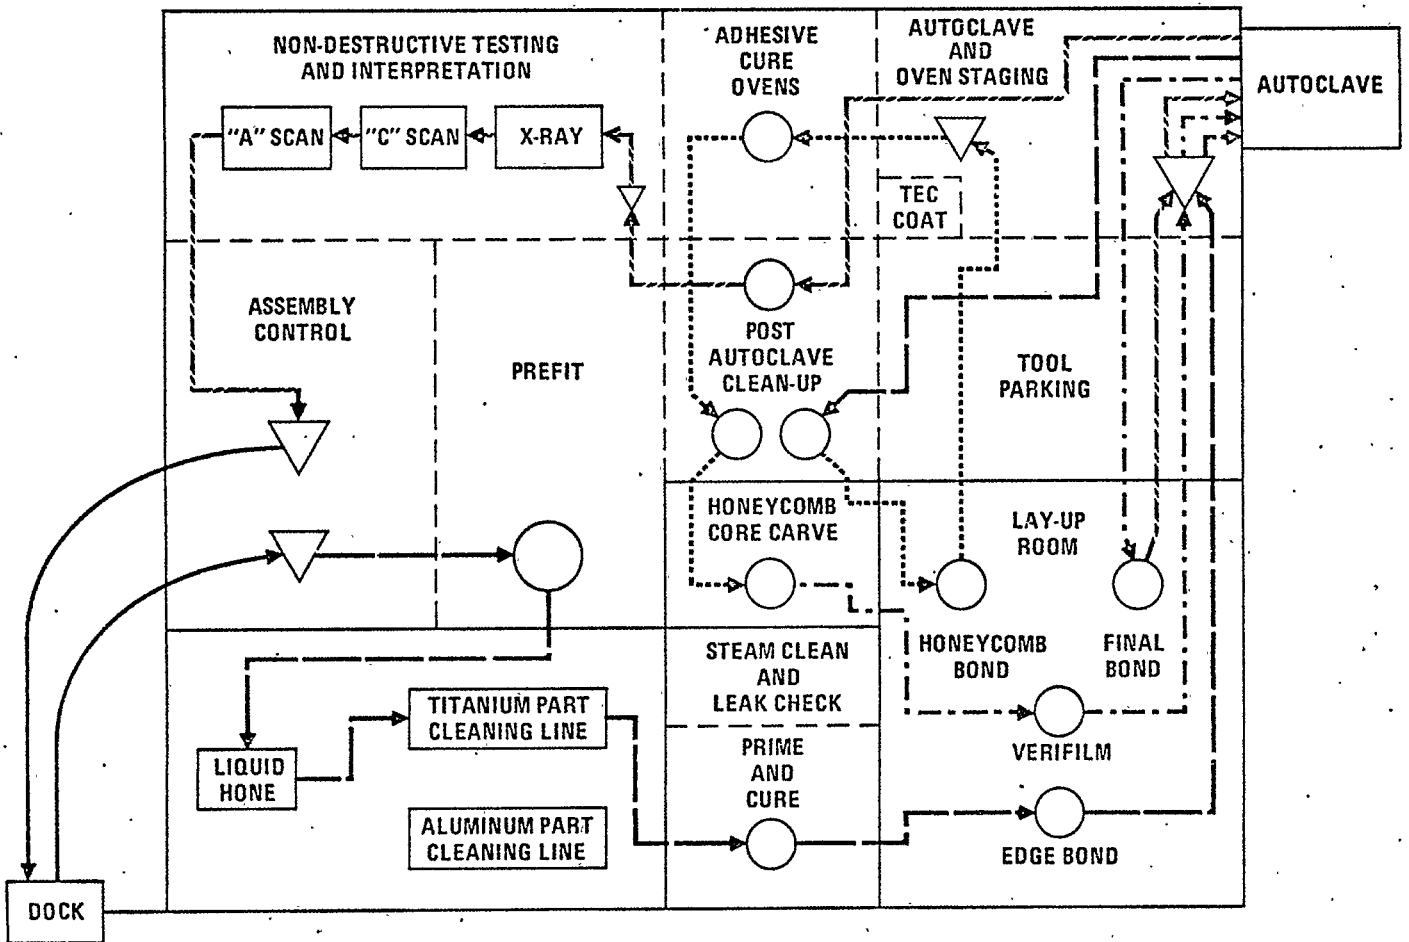 NON-DESTRUCTIVE TESTING
AND INTERPRETATION
"A" SCAN
"C" SCAN
X-RAY
ADHESIVE
CURE
OVENS
AUTOCLAVE
AND
OVEN STAGING
AUTOCLAVE
TEC
COAT
ASSEMBLY
CONTROL
PREFIT
POST
AUTOCLAVE
CLEAN-UP
TOOL
PARKING
HONEYCOMB
CORE CARVE
LAY-UP
ROOM
HONEYCOMB
BOND
FINAL
BOND
STEAM CLEAN
AND
LEAK CHECK
TITANIUM PART
CLEANING LINE
LIQUID
HONE
PRIME
AND
CURE
VERIFILM
ALUMINUM PART
CLEANING LINE
EDGE BOND
DOCK